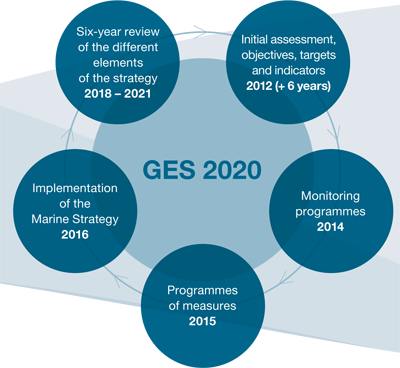 Six-year review
of the different
elements
of the strategy
2018 – 2021
Initial assessment,
objectives, targets
and indicators
2012 (+ 6 years)
GES 2020
Implementation
of the
Marine Strategy
2016
Monitoring
programmes
2014
Programmes
of measures
2015